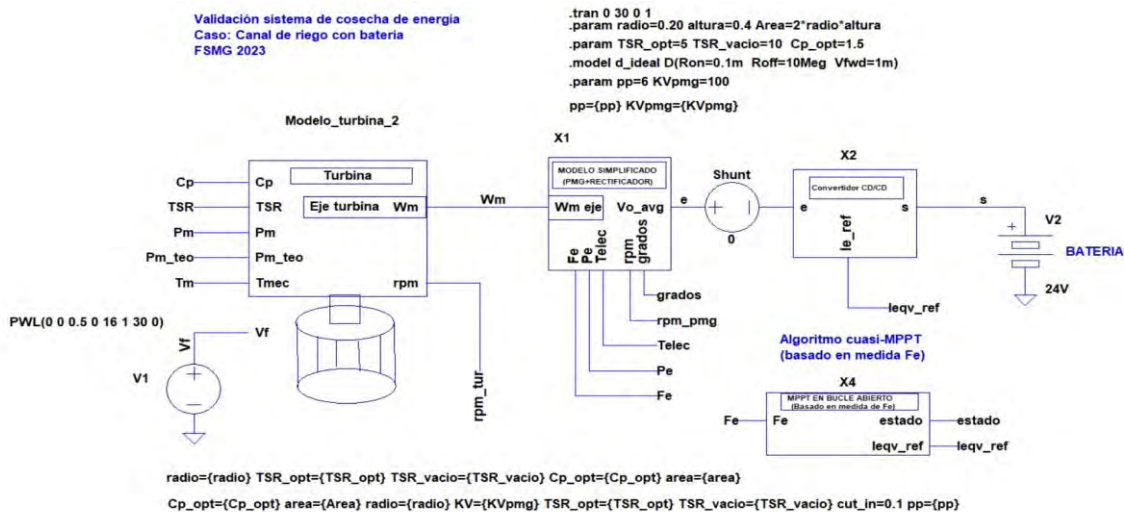 Validación sistema de cosecha de energía
Caso: Canal de riego con batería
FSMG 2023
.tran 0 30 0 1
.param radio=0.20 altura=0.4 Area=2*radio*altura
.param TSR_opt=5 TSR_vacio=10 Cp_opt=1.5
.model d_ideal D(Ron=0.1m Roff=10Meg Vfwd=1m)
.param pp=6 KVpmg=100
pp={pp} KVpmg={KVpmg}
Modelo_turbina_2
Turbina
Eje turbina Wm
Cp Cp
TSR TSR
Pm Pm
Pm_teo Pm_teo
Tm Tmec
rpm
Vf
rpm_tur
Wm
X1
MODELO SIMPLIFICADO
(PMG+RECTIFICADOR)
Wm eje Vo_avg
Fe
Pe
Telec
rpm
grados
grados
rpm_pmg
Telec
Pe
Fe
e
Shunt
0
X2
Convertidor CD/CD
e s
Ie_ref
Ieqv_ref
s
V2
BATERIA
24V
PWL(0 0 0.5 0 16 1 30 0)
Vf
V1
Algoritmo cuasi-MPPT
(basado en medida Fe)
X4
MPPT EN BUCLE ABIERTO
(Basado en medida de Fe)
Fe Fe estado estado
Ieqv_ref Ieqv_ref
radio={radio} TSR_opt={TSR_opt} TSR_vacio={TSR_vacio} Cp_opt={Cp_opt} area={area}
Cp_opt={Cp_opt} area={Area} radio={radio} KV={KVpmg} TSR_opt={TSR_opt} TSR_vacio={TSR_vacio} cut_in=0.1 pp={pp}